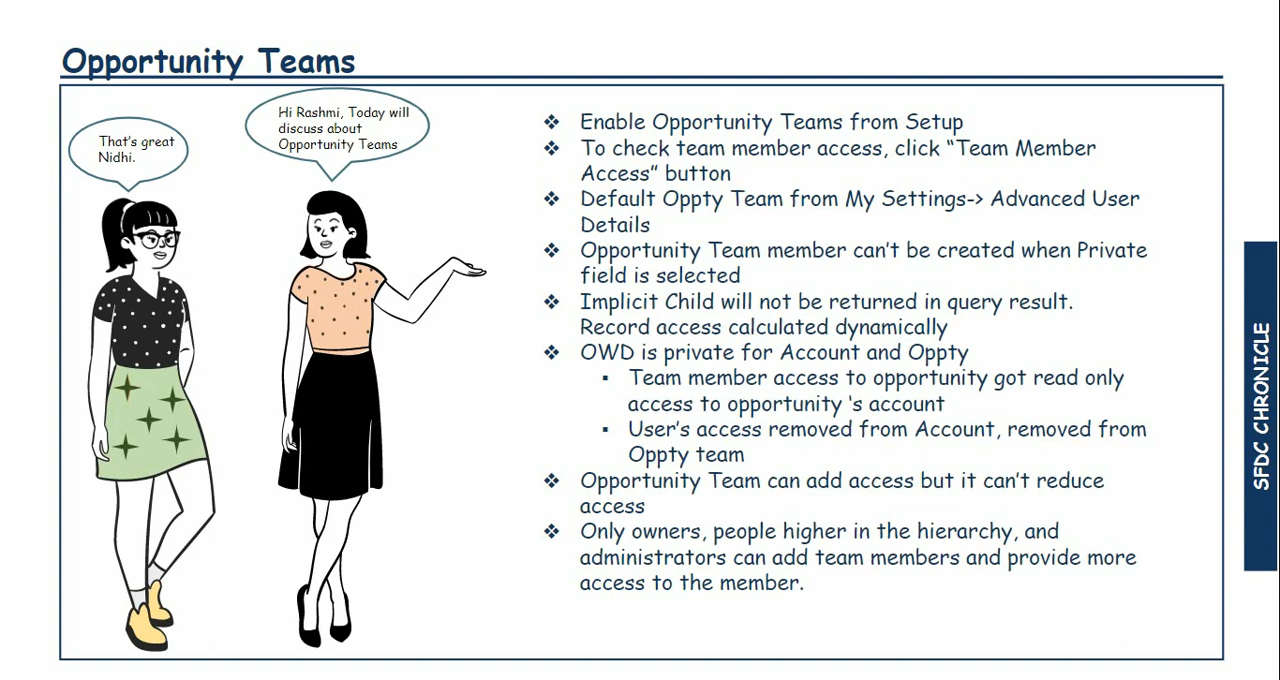 Opportunity Teams
That's great
Nidhi.
Hi Rashmi, Today will
discuss about
Opportunity Teams
❖ Enable Opportunity Teams from Setup
❖ To check team member access, click “Team Member
Access” button
❖ Default Oppty Team from My Settings-> Advanced User
Details
❖ Opportunity Team member can't be created when Private
field is selected
❖ Implicit Child will not be returned in query result.
Record access calculated dynamically
❖ OWD is private for Account and Oppty
▪ Team member access to opportunity got read only
access to opportunity 's account
▪ User's access removed from Account, removed from
Oppty team
❖ Opportunity Team can add access but it can't reduce
access
❖ Only owners, people higher in the hierarchy, and
administrators can add team members and provide more
access to the member.
SFDC CHRONICLE